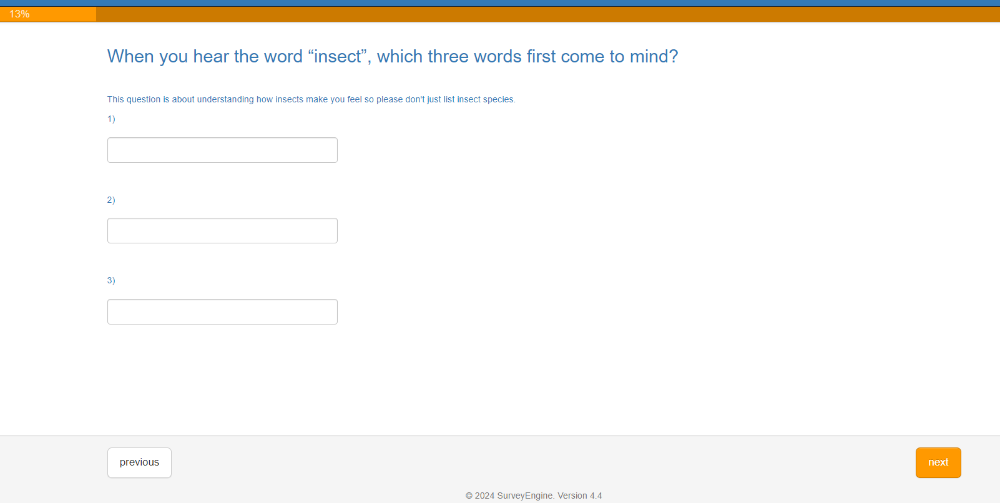 13%
When you hear the word “insect”, which three words first come to mind?
This question is about understanding how insects make you feel so please don't just list insect species.
1)
2)
3)
previous
next
© 2024 SurveyEngine. Version 4.4